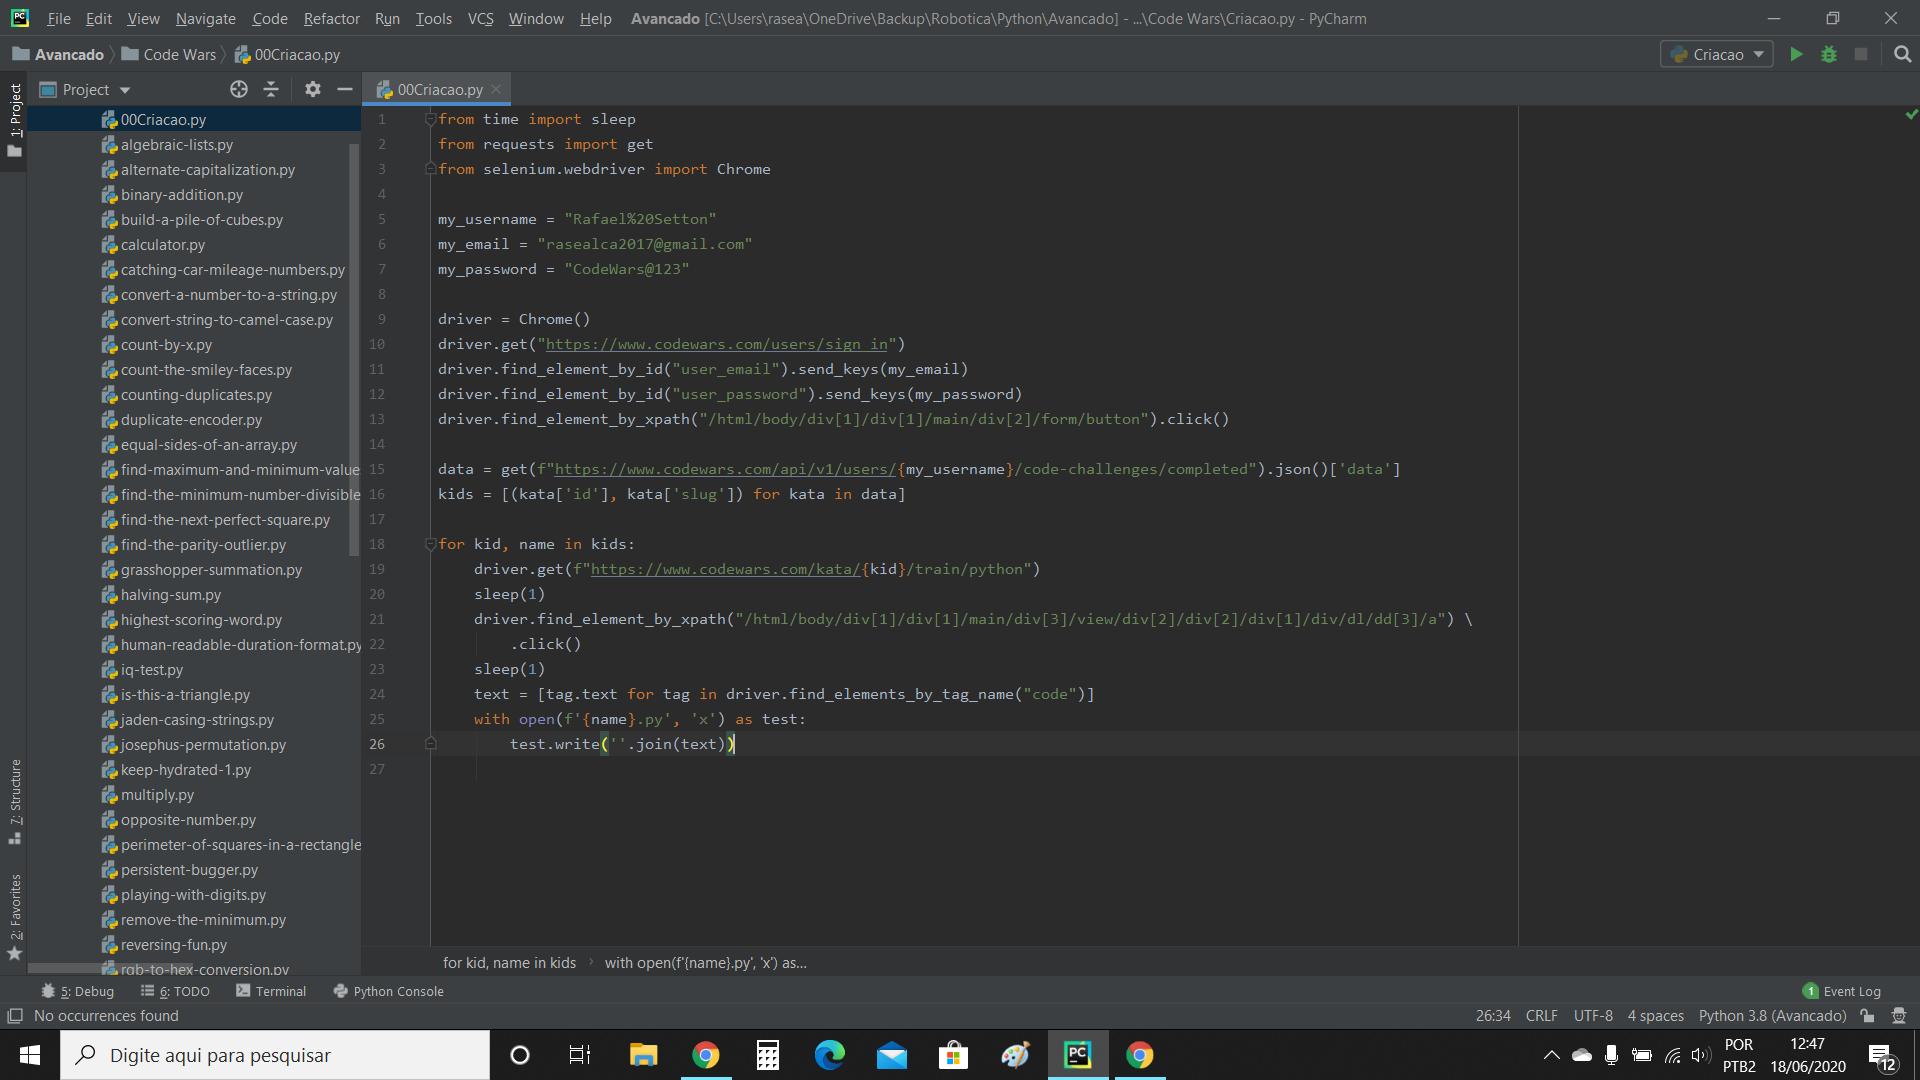 File Edit View Navigate Code Refactor Run Tools VCS Window Help Avancado [C:\Users\rasea\OneDrive\Backup\Robotica\Python\Avancado] - ...\Code Wars\Criacao.py - PyCharm
Avancado Code Wars 00Criacao.py Criacao
Project 00Criacao.py
1: Project
7: Structure
2: Favorites
00Criacao.py
algebraic-lists.py
alternate-capitalization.py
binary-addition.py
build-a-pile-of-cubes.py
calculator.py
catching-car-mileage-numbers.py
convert-a-number-to-a-string.py
convert-string-to-camel-case.py
count-by-x.py
count-the-smiley-faces.py
counting-duplicates.py
duplicate-encoder.py
equal-sides-of-an-array.py
find-maximum-and-minimum-value
find-the-minimum-number-divisible
find-the-next-perfect-square.py
find-the-parity-outlier.py
grasshopper-summation.py
halving-sum.py
highest-scoring-word.py
human-readable-duration-format.py
iq-test.py
is-this-a-triangle.py
jaden-casing-strings.py
josephus-permutation.py
keep-hydrated-1.py
multiply.py
opposite-number.py
perimeter-of-squares-in-a-rectangle
persistent-bugger.py
playing-with-digits.py
remove-the-minimum.py
reversing-fun.py
rgb-to-hex-conversion.py
1 from time import sleep
2 from requests import get
3 from selenium.webdriver import Chrome
4
5 my_username = "Rafael%20Setton"
6 my_email = "rasealca2017@gmail.com"
7 my_password = "CodeWars@123"
8
9 driver = Chrome()
10 driver.get("https://www.codewars.com/users/sign_in")
11 driver.find_element_by_id("user_email").send_keys(my_email)
12 driver.find_element_by_id("user_password").send_keys(my_password)
13 driver.find_element_by_xpath("/html/body/div[1]/div[1]/main/div[2]/form/button").click()
14
15 data = get(f"https://www.codewars.com/api/v1/users/{my_username}/code-challenges/completed").json()['data']
16 kids = [(kata['id'], kata['slug']) for kata in data]
17
18 for kid, name in kids:
19     driver.get(f"https://www.codewars.com/kata/{kid}/train/python")
20     sleep(1)
21     driver.find_element_by_xpath("/html/body/div[1]/div[1]/main/div[3]/view/div[2]/div[2]/div[1]/div/dl/dd[3]/a") \
22         .click()
23     sleep(1)
24     text = [tag.text for tag in driver.find_elements_by_tag_name("code")]
25     with open(f'{name}.py', 'x') as test:
26         test.write(''.join(text))
27
for kid, name in kids › with open(f'{name}.py', 'x') as...
5: Debug 6: TODO Terminal Python Console 1 Event Log
No occurrences found 26:34 CRLF UTF-8 4 spaces Python 3.8 (Avancado)
Digite aqui para pesquisar
PC
POR
PTB2
12:47
18/06/2020
12